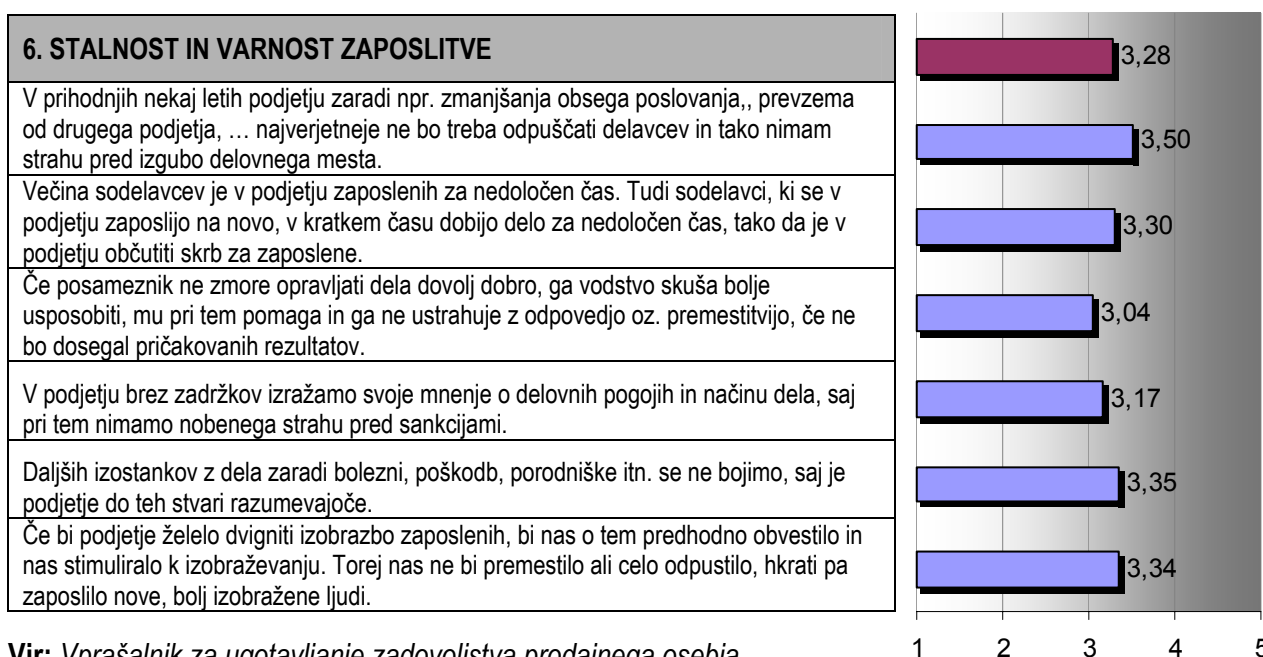 6. STALNOST IN VARNOST ZAPOSLITVE
3,28
V prihodnjih nekaj letih podjetju zaradi npr. zmanjšanja obsega poslovanja,, prevzema
od drugega podjetja, … najverjetneje ne bo treba odpuščati delavcev in tako nimam
strahu pred izgubo delovnega mesta.
3,50
Večina sodelavcev je v podjetju zaposlenih za nedoločen čas. Tudi sodelavci, ki se v
podjetju zaposlijo na novo, v kratkem času dobijo delo za nedoločen čas, tako da je v
podjetju občutiti skrb za zaposlene.
3,30
Če posameznik ne zmore opravljati dela dovolj dobro, ga vodstvo skuša bolje
usposobiti, mu pri tem pomaga in ga ne ustrahuje z odpovedjo oz. premestitvijo, če ne
bo dosegal pričakovanih rezultatov.
3,04
V podjetju brez zadržkov izražamo svoje mnenje o delovnih pogojih in načinu dela, saj
pri tem nimamo nobenega strahu pred sankcijami.
3,17
Daljših izostankov z dela zaradi bolezni, poškodb, porodniške itn. se ne bojimo, saj je
podjetje do teh stvari razumevajoče.
3,35
Če bi podjetje želelo dvigniti izobrazbo zaposlenih, bi nas o tem predhodno obvestilo in
nas stimuliralo k izobraževanju. Torej nas ne bi premestilo ali celo odpustilo, hkrati pa
zaposlilo nove, bolj izobražene ljudi.
3,34
1 2 3 4 5
Vir: Vprašalnik za ugotavljanje zadovoljstva prodajnega osebja